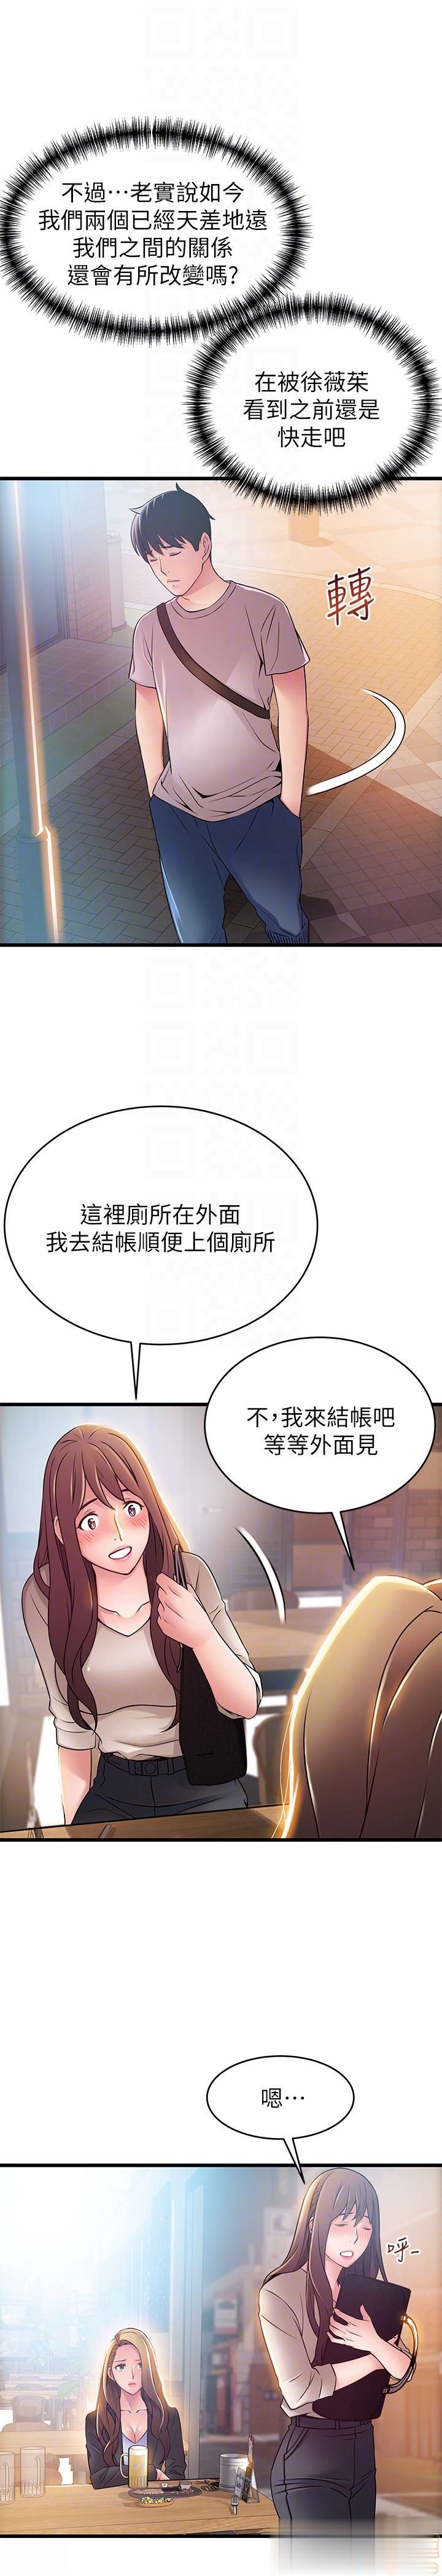 不過…老實說如今
我們兩個已經天差地遠
我們之間的關係
還會有所改變嗎?
在被徐薇茱
看到之前還是
快走吧
轉
這裡廁所在外面
我去結帳順便上個廁所
不,我來結帳吧
等等外面見
嗯…
呼-